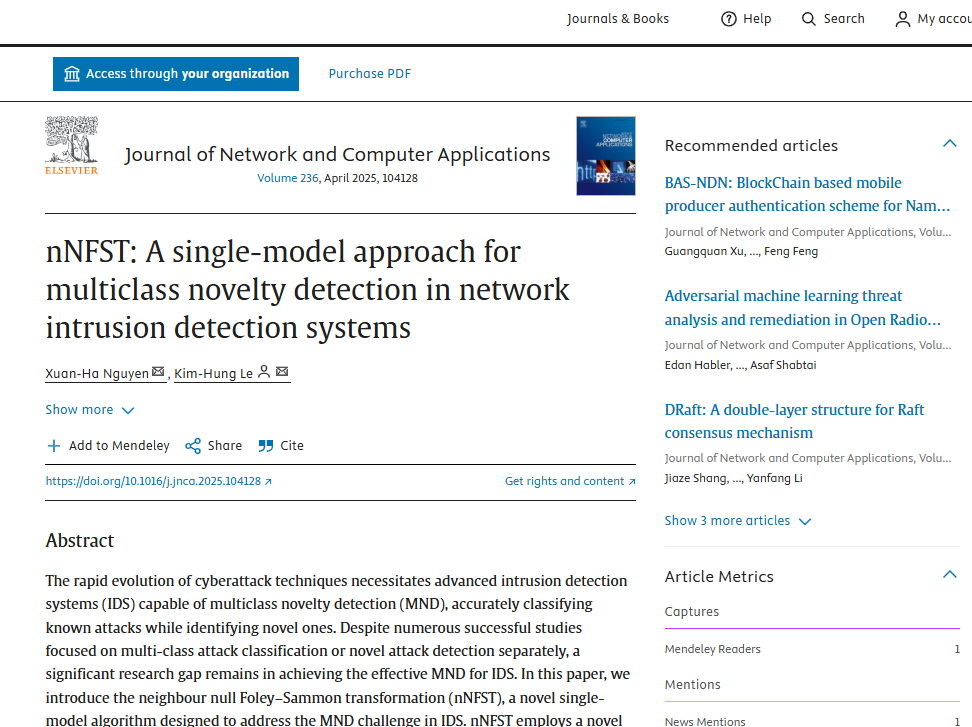 Journals & Books
Help
Search
My accou
Access through your organization
Purchase PDF
ELSEVIER
Journal of Network and Computer Applications
Volume 236, April 2025, 104128
COMPUTER
APPLICATIONS
http
nNFST: A single-model approach for
multiclass novelty detection in network
intrusion detection systems
Xuan-Ha Nguyen, Kim-Hung Le
Show more
Add to Mendeley
Share
Cite
https://doi.org/10.1016/j.jnca.2025.104128
Get rights and content
Abstract
The rapid evolution of cyberattack techniques necessitates advanced intrusion detection
systems (IDS) capable of multiclass novelty detection (MND), accurately classifying
known attacks while identifying novel ones. Despite numerous successful studies
focused on multi-class attack classification or novel attack detection separately, a
significant research gap remains in achieving the effective MND for IDS. In this paper, we
introduce the neighbour null Foley–Sammon transformation (nNFST), a novel single-
model algorithm designed to address the MND challenge in IDS. nNFST employs a novel
Recommended articles
BAS-NDN: BlockChain based mobile
producer authentication scheme for Nam…
Journal of Network and Computer Applications, Volu…
Guangquan Xu, …, Feng Feng
Adversarial machine learning threat
analysis and remediation in Open Radio…
Journal of Network and Computer Applications, Volu…
Edan Habler, …, Asaf Shabtai
DRaft: A double-layer structure for Raft
consensus mechanism
Journal of Network and Computer Applications, Volu…
Jiaze Shang, …, Yanfang Li
Show 3 more articles
Article Metrics
Captures
Mendeley Readers 1
Mentions
News Mentions 1